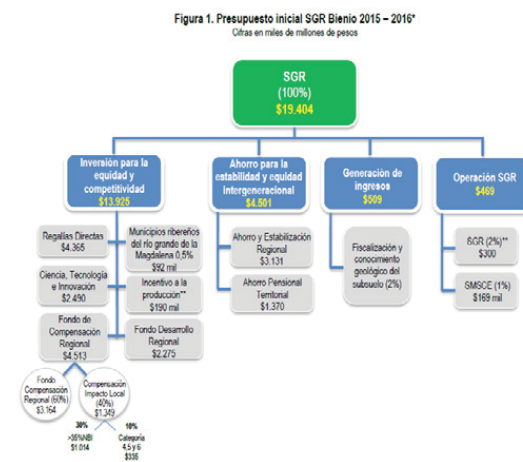 Figura 1. Presupuesto inicial SGR Bienio 2015 – 2016*
Cifras en miles de millones de pesos
SGR
(100%)
$19.404
Inversión para la
equidad y
competitividad
$13.925
Ahorro para la
estabilidad y equidad
Intergeneracional
$4.501
Generación de
ingresos
$509
Operación SGR
$469
Regalías Directas
$4.365
Municipios ribereños
del río grande de la
Magdalena 0,5%
$92 mil
Ciencia, Tecnología
e Innovación
$2.490
Incentivo a la
producción**
$190 mil
Fondo de
Compensación
Regional
$4.513
Fondo Desarrollo
Regional
$2.275
Fondo
Compensación
Regional (60%)
$3.164
Compensación
Impacto Local
(40%)
$1.349
30%
>35%NBI
$1.014
10%
Categoría
4,5 y 6
$335
Ahorro y Estabilización
Regional
$3.131
Ahorro Pensional
Territorial
$1.370
Fiscalización y
conocimiento
geológico del
subsuelo (2%)
SGR (2%)**
$300
SMSCE (1%)
$169 mil